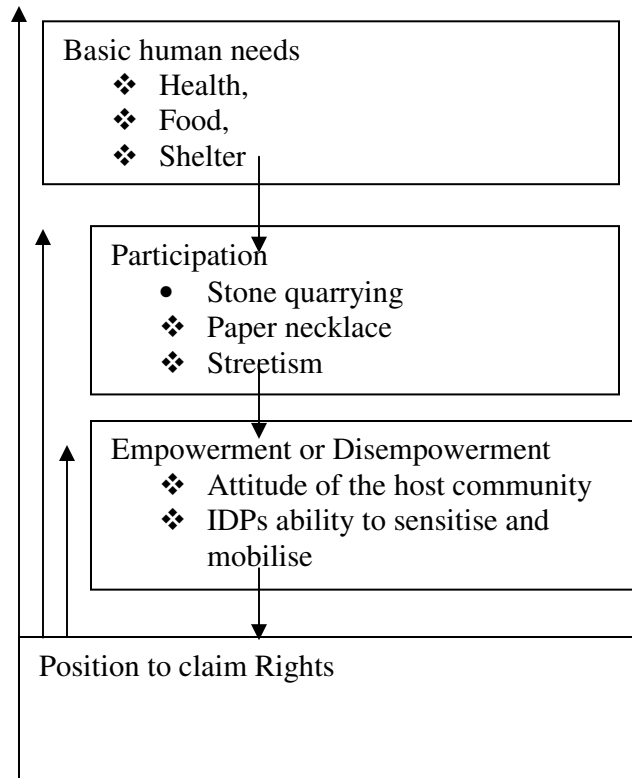 Basic human needs
❖ Health,
❖ Food,
❖ Shelter
Participation
• Stone quarrying
❖ Paper necklace
❖ Streetism
Empowerment or Disempowerment
❖ Attitude of the host community
❖ IDPs ability to sensitise and
mobilise
Position to claim Rights